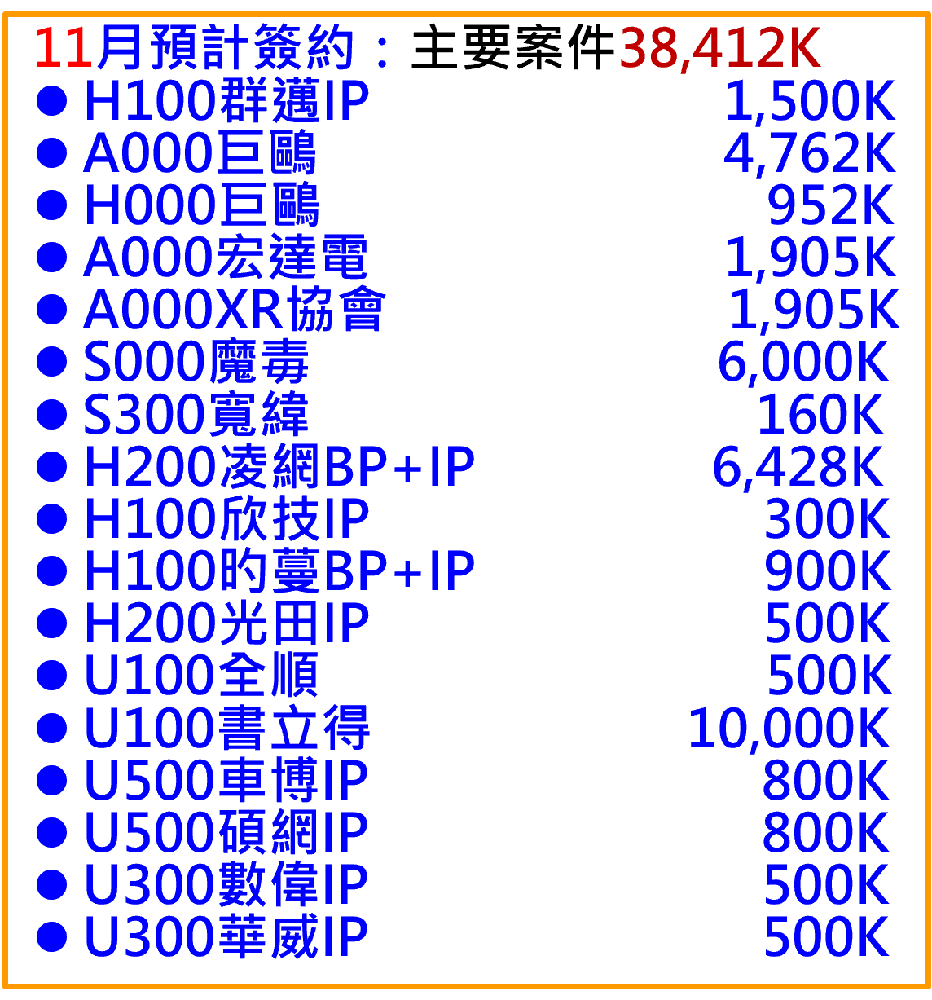 11月預計簽約：主要案件38,412K
● H100群邁IP 1,500K
● A000巨鷗 4,762K
● H000巨鷗 952K
● A000宏達電 1,905K
● A000XR協會 1,905K
● S000魔毒 6,000K
● S300寬緯 160K
● H200凌網BP+IP 6,428K
● H100欣技IP 300K
● H100昀蔓BP+IP 900K
● H200光田IP 500K
● U100全順 500K
● U100書立得 10,000K
● U500車博IP 800K
● U500碩網IP 800K
● U300數偉IP 500K
● U300華威IP 500K